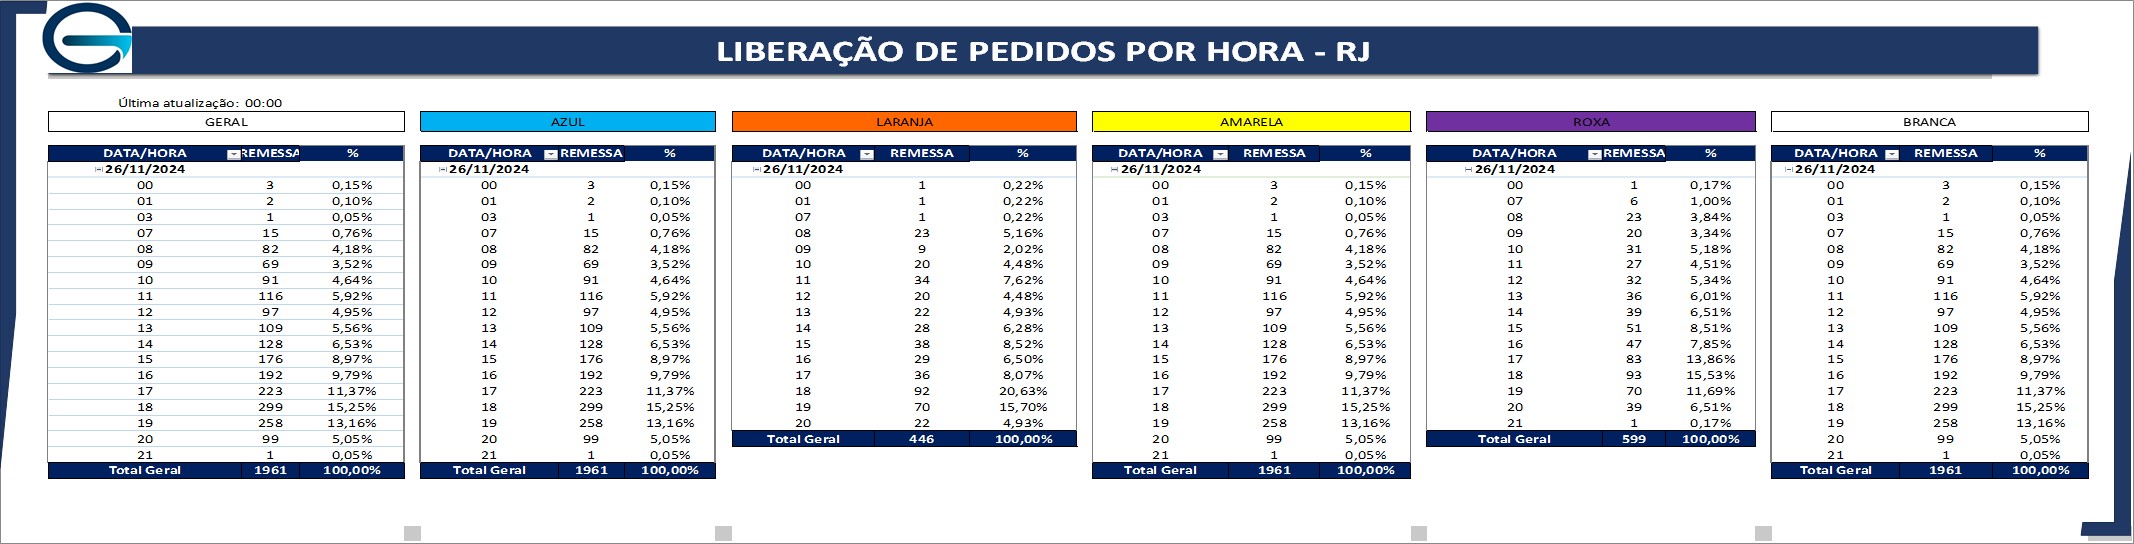 LIBERAÇÃO DE PEDIDOS POR HORA - RJ
Última atualização: 00:00
GERAL
DATA/HORA REMESSA %
26/11/2024
00 3 0,15%
01 2 0,10%
03 1 0,05%
07 15 0,76%
08 82 4,18%
09 69 3,52%
10 91 4,64%
11 116 5,92%
12 97 4,95%
13 109 5,56%
14 128 6,53%
15 176 8,97%
16 192 9,79%
17 223 11,37%
18 299 15,25%
19 258 13,16%
20 99 5,05%
21 1 0,05%
Total Geral 1961 100,00%
AZUL
DATA/HORA REMESSA %
26/11/2024
00 3 0,15%
01 2 0,10%
03 1 0,05%
07 15 0,76%
08 82 4,18%
09 69 3,52%
10 91 4,64%
11 116 5,92%
12 97 4,95%
13 109 5,56%
14 128 6,53%
15 176 8,97%
16 192 9,79%
17 223 11,37%
18 299 15,25%
19 258 13,16%
20 99 5,05%
21 1 0,05%
Total Geral 1961 100,00%
LARANJA
DATA/HORA REMESSA %
26/11/2024
00 1 0,22%
01 1 0,22%
07 1 0,22%
08 23 5,16%
09 9 2,02%
10 20 4,48%
11 34 7,62%
12 20 4,48%
13 22 4,93%
14 28 6,28%
15 38 8,52%
16 29 6,50%
17 36 8,07%
18 92 20,63%
19 70 15,70%
20 22 4,93%
Total Geral 446 100,00%
AMARELA
DATA/HORA REMESSA %
26/11/2024
00 3 0,15%
01 2 0,10%
03 1 0,05%
07 15 0,76%
08 82 4,18%
09 69 3,52%
10 91 4,64%
11 116 5,92%
12 97 4,95%
13 109 5,56%
14 128 6,53%
15 176 8,97%
16 192 9,79%
17 223 11,37%
18 299 15,25%
19 258 13,16%
20 99 5,05%
21 1 0,05%
Total Geral 1961 100,00%
ROXA
DATA/HORA REMESSA %
26/11/2024
00 1 0,17%
07 6 1,00%
08 23 3,84%
09 20 3,34%
10 31 5,18%
11 27 4,51%
12 32 5,34%
13 36 6,01%
14 39 6,51%
15 51 8,51%
16 47 7,85%
17 83 13,86%
18 93 15,53%
19 70 11,69%
20 39 6,51%
21 1 0,17%
Total Geral 599 100,00%
BRANCA
DATA/HORA REMESSA %
26/11/2024
00 3 0,15%
01 2 0,10%
03 1 0,05%
07 15 0,76%
08 82 4,18%
09 69 3,52%
10 91 4,64%
11 116 5,92%
12 97 4,95%
13 109 5,56%
14 128 6,53%
15 176 8,97%
16 192 9,79%
17 223 11,37%
18 299 15,25%
19 258 13,16%
20 99 5,05%
21 1 0,05%
Total Geral 1961 100,00%